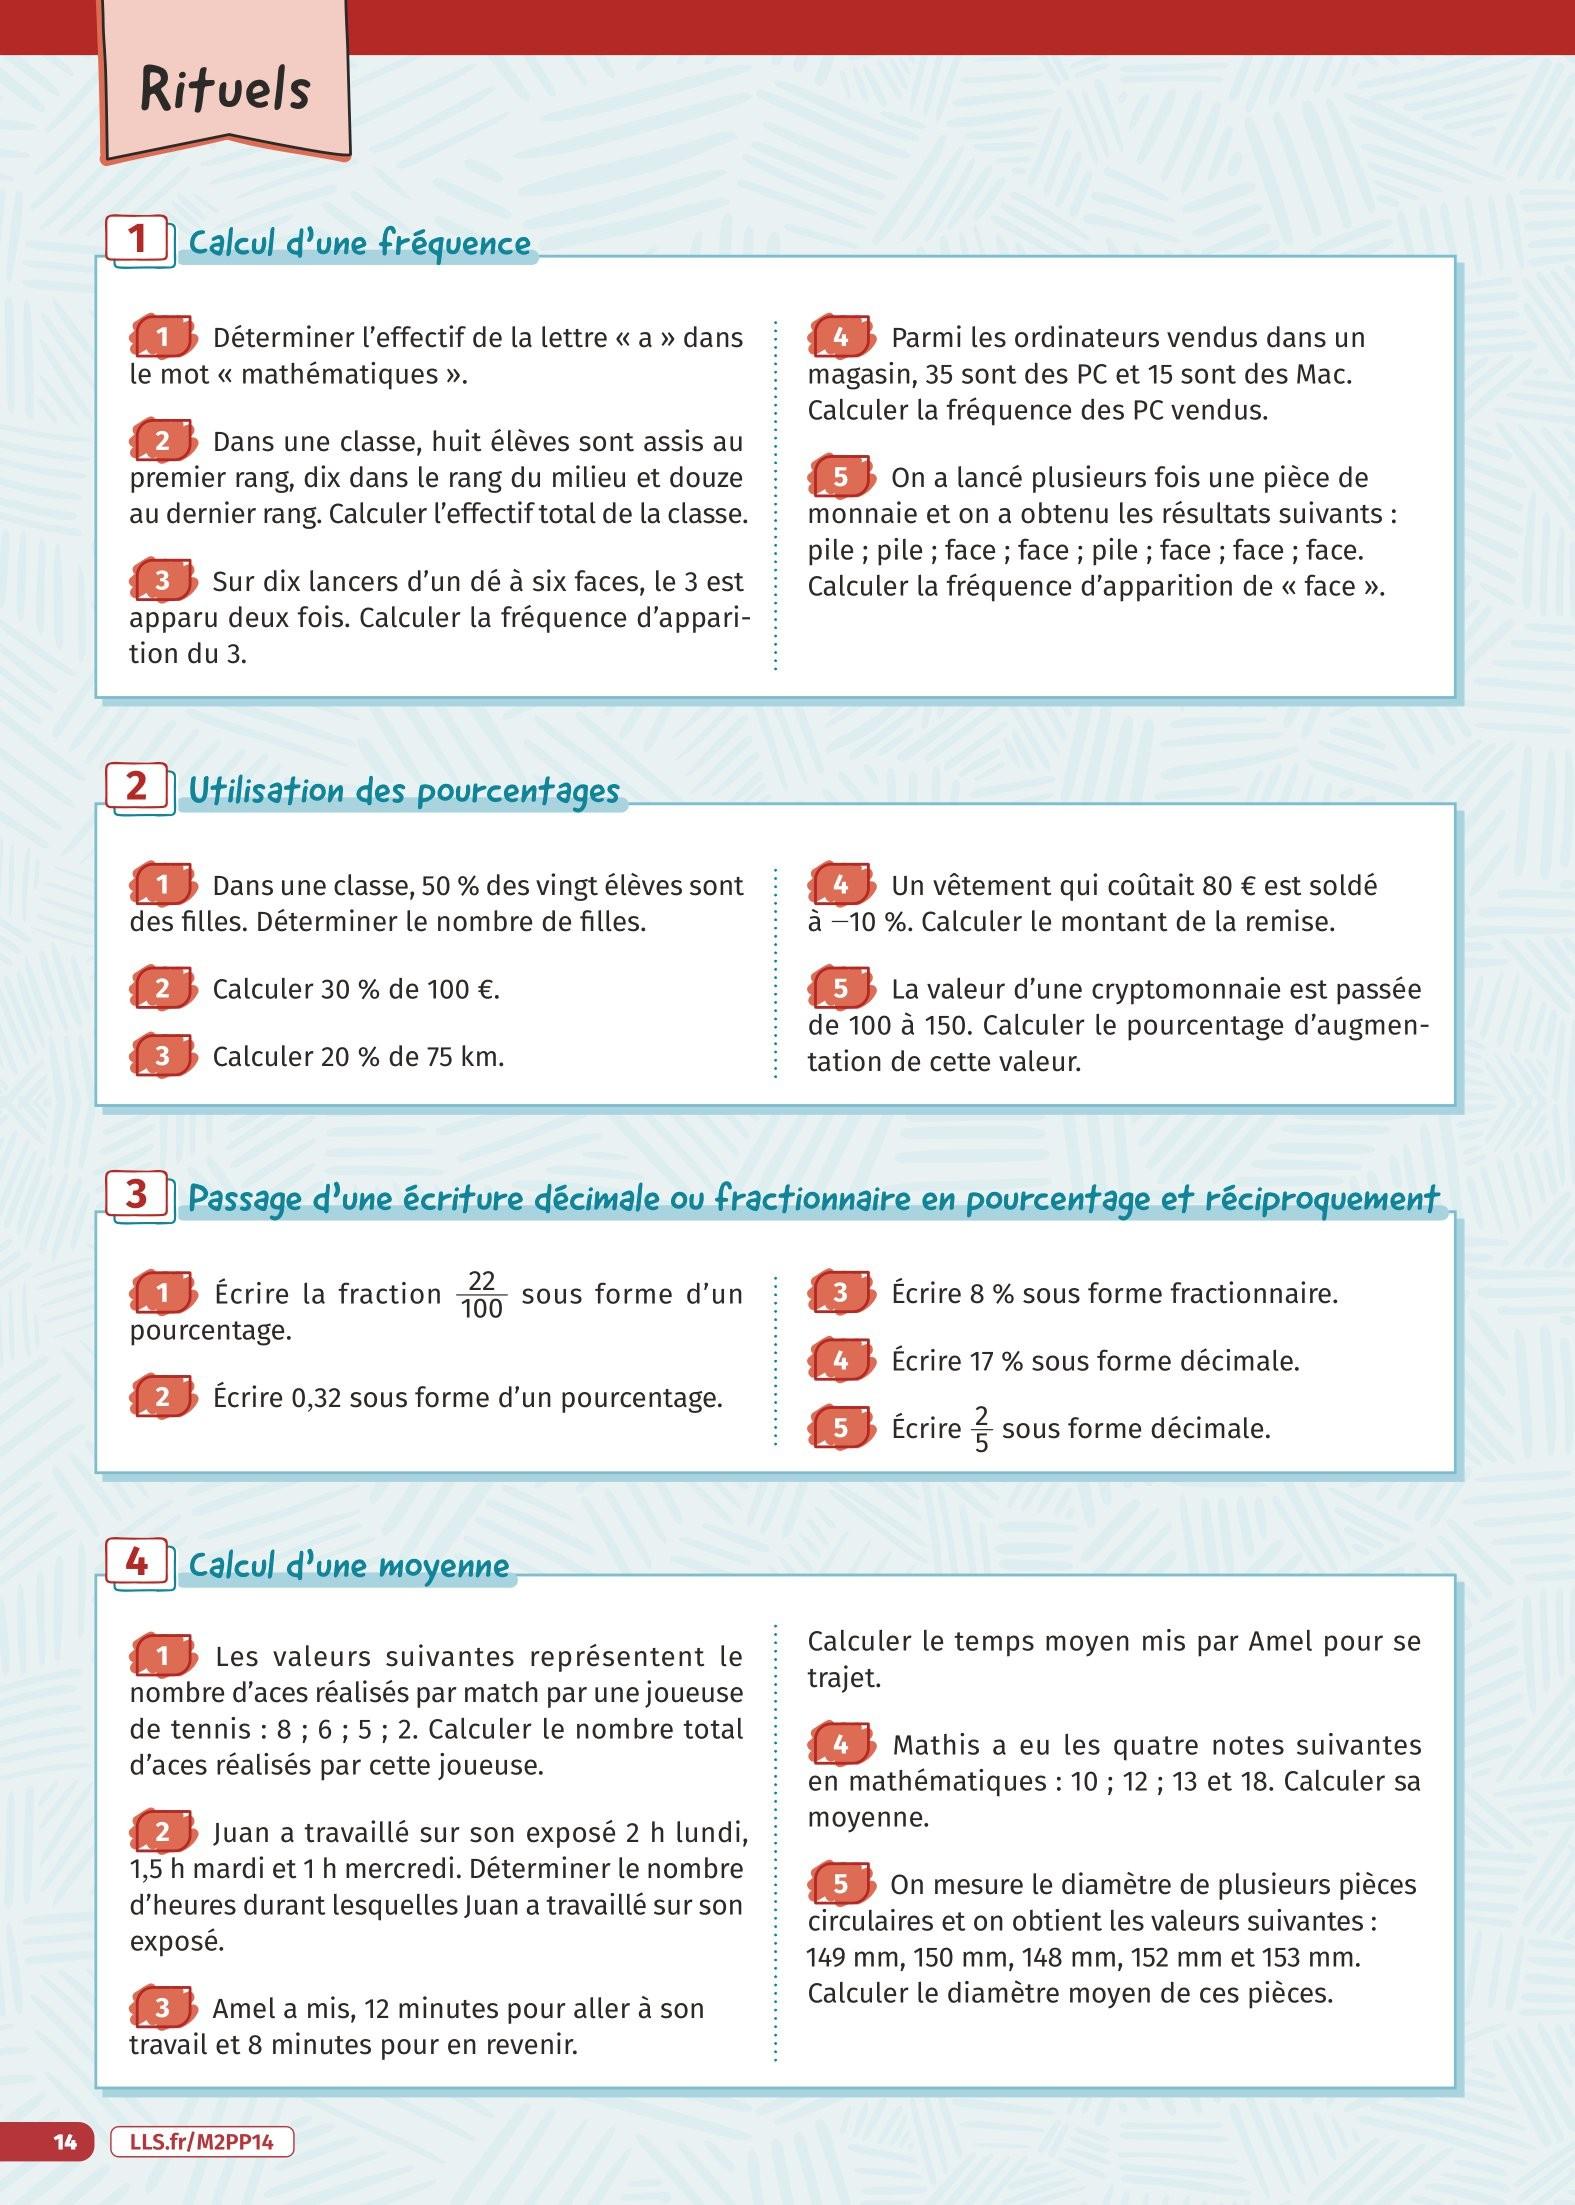 Rituels
1 Calcul d'une fréquence
1 Déterminer l'effectif de la lettre « a » dans
le mot « mathématiques ».
2 Dans une classe, huit élèves sont assis au
premier rang, dix dans le rang du milieu et douze
au dernier rang. Calculer l'effectif total de la classe.
3 Sur dix lancers d'un dé à six faces, le 3 est
apparu deux fois. Calculer la fréquence d'appari-
tion du 3.
4 Parmi les ordinateurs vendus dans un
magasin, 35 sont des PC et 15 sont des Mac.
Calculer la fréquence des PC vendus.
5 On a lancé plusieurs fois une pièce de
monnaie et on a obtenu les résultats suivants :
pile ; pile ; face ; face ; pile ; face ; face ; face.
Calculer la fréquence d'apparition de « face ».
2 Utilisation des pourcentages
1 Dans une classe, 50 % des vingt élèves sont
des filles. Déterminer le nombre de filles.
2 Calculer 30 % de 100 €.
3 Calculer 20 % de 75 km.
4 Un vêtement qui coûtait 80 € est soldé
à −10 %. Calculer le montant de la remise.
5 La valeur d'une cryptomonnaie est passée
de 100 à 150. Calculer le pourcentage d'augmen-
tation de cette valeur.
3 Passage d'une écriture décimale ou fractionnaire en pourcentage et réciproquement
1 Écrire la fraction 22/100 sous forme d'un
pourcentage.
2 Écrire 0,32 sous forme d'un pourcentage.
3 Écrire 8 % sous forme fractionnaire.
4 Écrire 17 % sous forme décimale.
5 Écrire 2/5 sous forme décimale.
4 Calcul d'une moyenne
1 Les valeurs suivantes représentent le
nombre d'aces réalisés par match par une joueuse
de tennis : 8 ; 6 ; 5 ; 2. Calculer le nombre total
d'aces réalisés par cette joueuse.
2 Juan a travaillé sur son exposé 2 h lundi,
1,5 h mardi et 1 h mercredi. Déterminer le nombre
d'heures durant lesquelles Juan a travaillé sur son
exposé.
3 Amel a mis, 12 minutes pour aller à son
travail et 8 minutes pour en revenir.
Calculer le temps moyen mis par Amel pour se
trajet.
4 Mathis a eu les quatre notes suivantes
en mathématiques : 10 ; 12 ; 13 et 18. Calculer sa
moyenne.
5 On mesure le diamètre de plusieurs pièces
circulaires et on obtient les valeurs suivantes :
149 mm, 150 mm, 148 mm, 152 mm et 153 mm.
Calculer le diamètre moyen de ces pièces.
14 LLS.fr/M2PP14